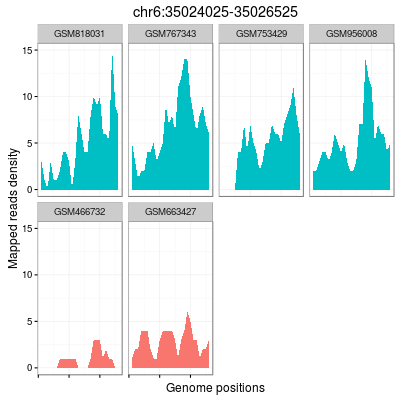 chr6:35024025-35026525
GSM818031 GSM767343 GSM753429 GSM956008
15
10
5
0
Mapped reads density
GSM466732 GSM663427
15
10
5
0
Genome positions